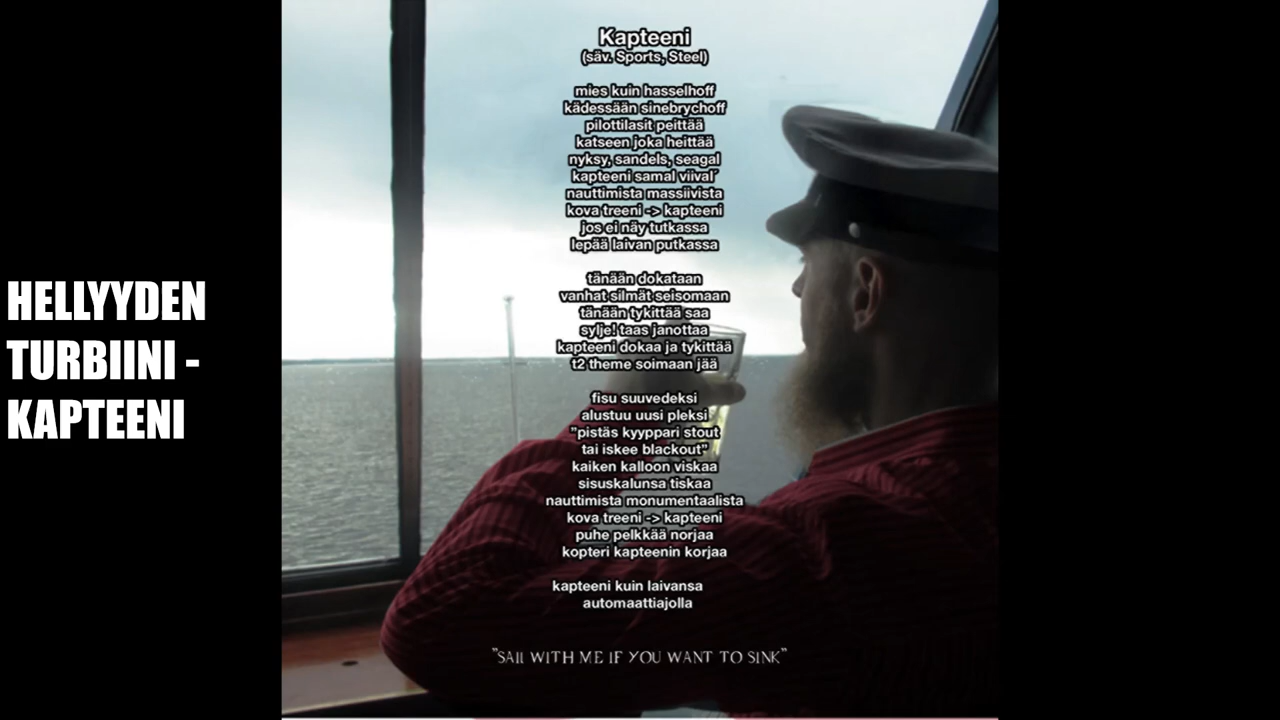 HELLYYDEN
TURBIINI -
KAPTEENI
Kapteeni
(säv. Sports, Steel)
mies kuin hasselhoff
kädessään sinebrychoff
pilottilasit peittää
katseen joka heittää
nyksy, sandels, seagal
kapteeni samal viival´
nauttimista massiivista
kova treeni -> kapteeni
jos ei näy tutkassa
lepää laivan putkassa
tänään dokataan
vanhat silmät seisomaan
tänään tykittää saa
sylje! taas janottaa
kapteeni dokaa ja tykittää
t2 theme soimaan jää
fisu suuvedeksi
alustuu uusi pleksi
”pistäs kyyppari stout
tai iskee blackout”
kaiken kalloon viskaa
sisuskalunsa tiskaa
nauttimista monumentaalista
kova treeni -> kapteeni
puhe pelkkää norjaa
kopteri kapteenin korjaa
kapteeni kuin laivansa
automaattiajolla
"SAIL WITH ME IF YOU WANT TO SINK"